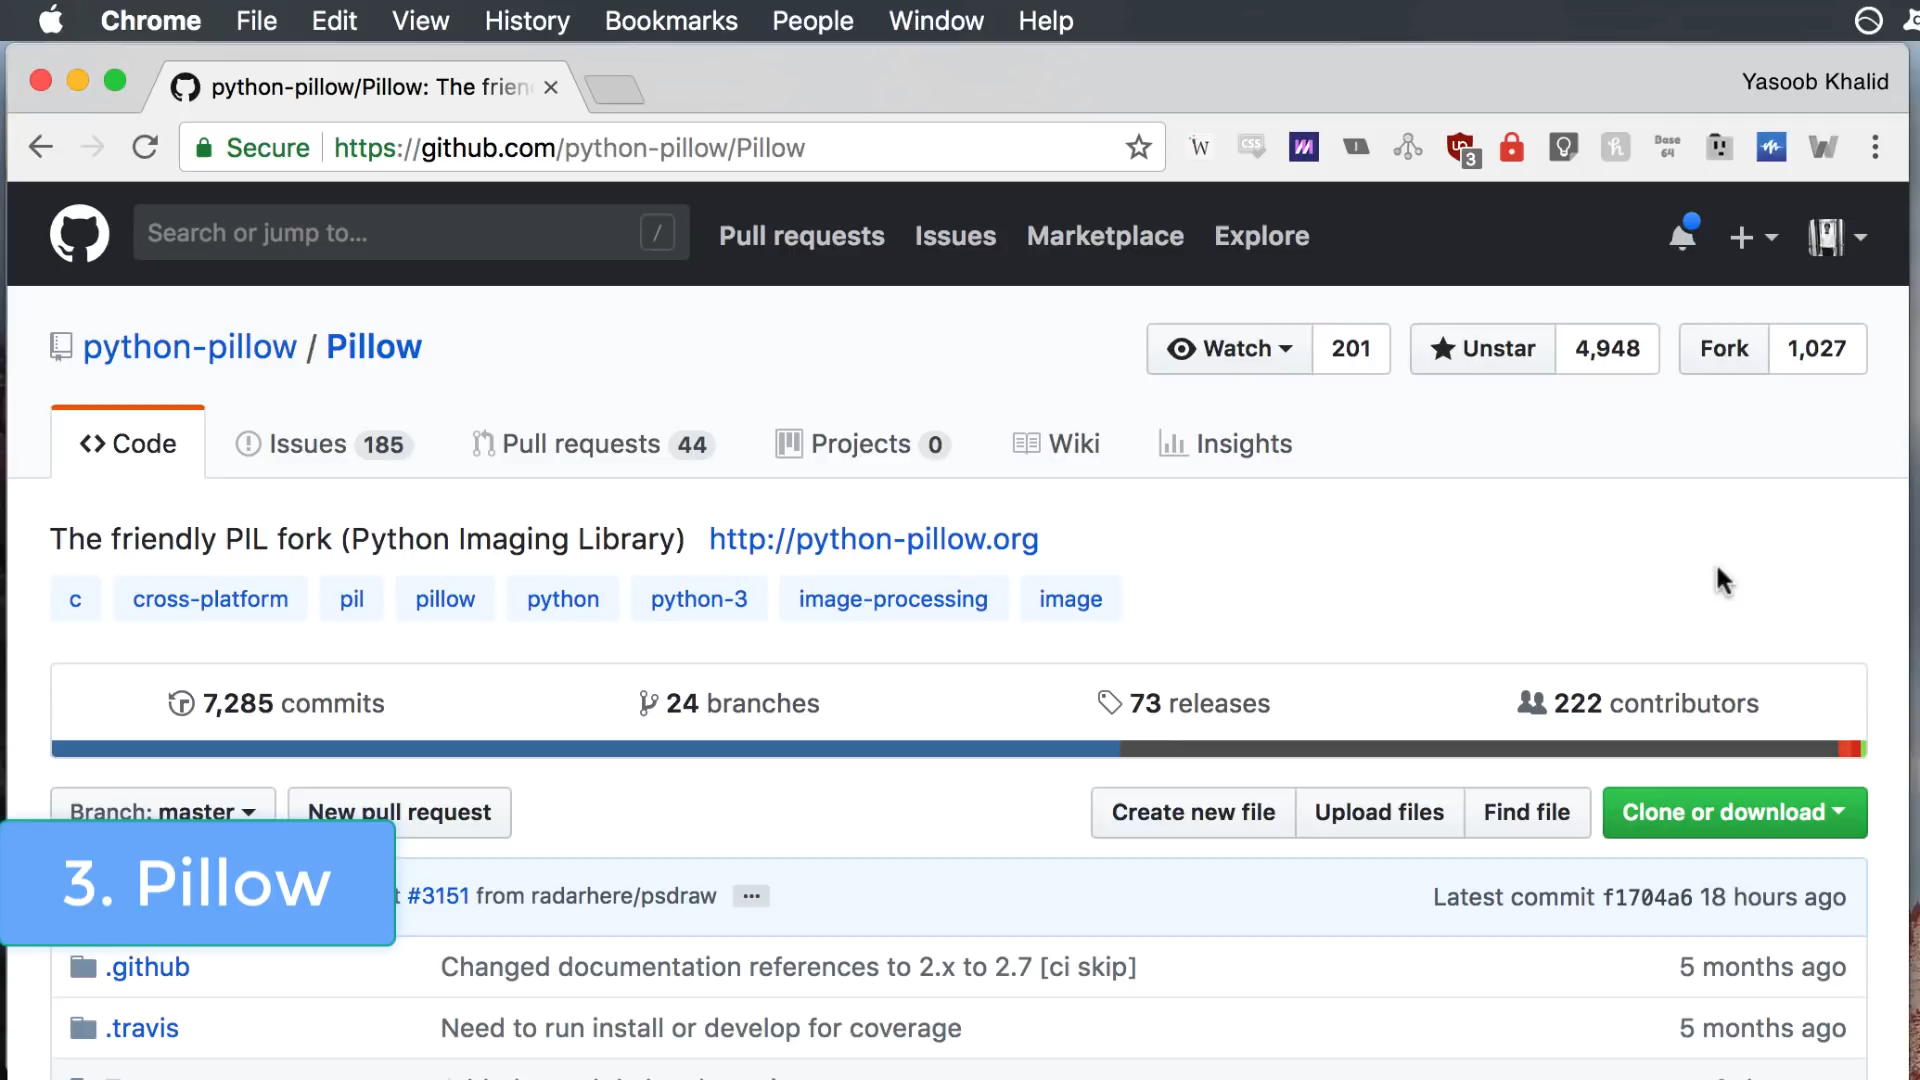 Chrome File Edit View History Bookmarks People Window Help
python-pillow/Pillow: The frien
Yasoob Khalid
Secure https://github.com/python-pillow/Pillow
W CSS 3 Base 64
Search or jump to... / Pull requests Issues Marketplace Explore
python-pillow / Pillow Watch 201 Unstar 4,948 Fork 1,027
Code Issues 185 Pull requests 44 Projects 0 Wiki Insights
The friendly PIL fork (Python Imaging Library) http://python-pillow.org
c cross-platform pil pillow python python-3 image-processing image
7,285 commits 24 branches 73 releases 222 contributors
Branch: master New pull request Create new file Upload files Find file Clone or download
3. Pillow
#3151 from radarhere/psdraw ... Latest commit f1704a6 18 hours ago
.github Changed documentation references to 2.x to 2.7 [ci skip] 5 months ago
.travis Need to run install or develop for coverage 5 months ago